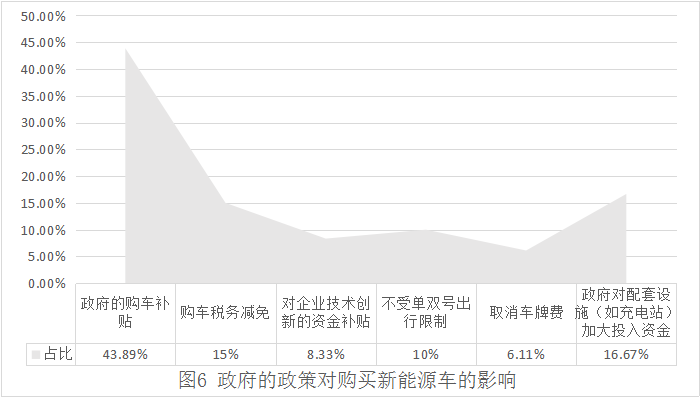 50.00%
45.00%
40.00%
35.00%
30.00%
25.00%
20.00%
15.00%
10.00%
5.00%
0.00%
政府的购车补
贴
购车税务减免
对企业技术创
新的资金补贴
不受单双号出
行限制
取消车牌费
政府对配套设
施（如充电站）
加大投入资金
占比 43.89% 15% 8.33% 10% 6.11% 16.67%
图6 政府的政策对购买新能源车的影响